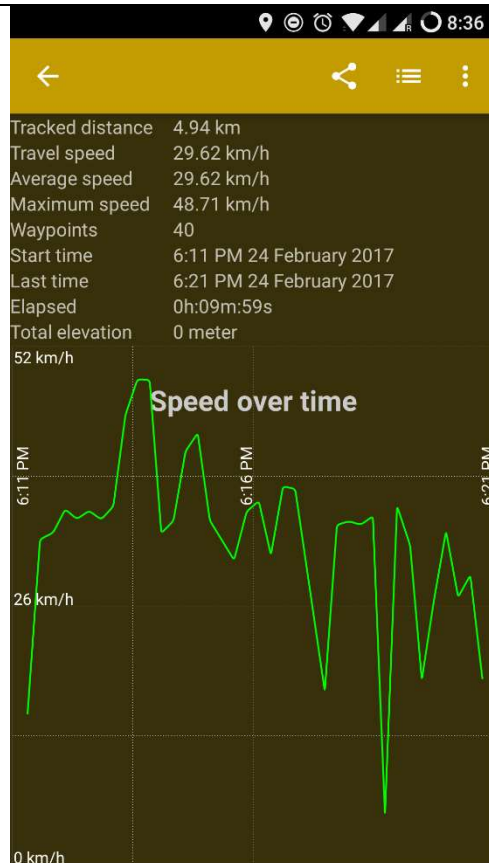 8:36
Tracked distance 4.94 km
Travel speed 29.62 km/h
Average speed 29.62 km/h
Maximum speed 48.71 km/h
Waypoints 40
Start time 6:11 PM 24 February 2017
Last time 6:21 PM 24 February 2017
Elapsed 0h:09m:59s
Total elevation 0 meter
52 km/h
Speed over time
6:11 PM
6:16 PM
6:21 PM
26 km/h
0 km/h